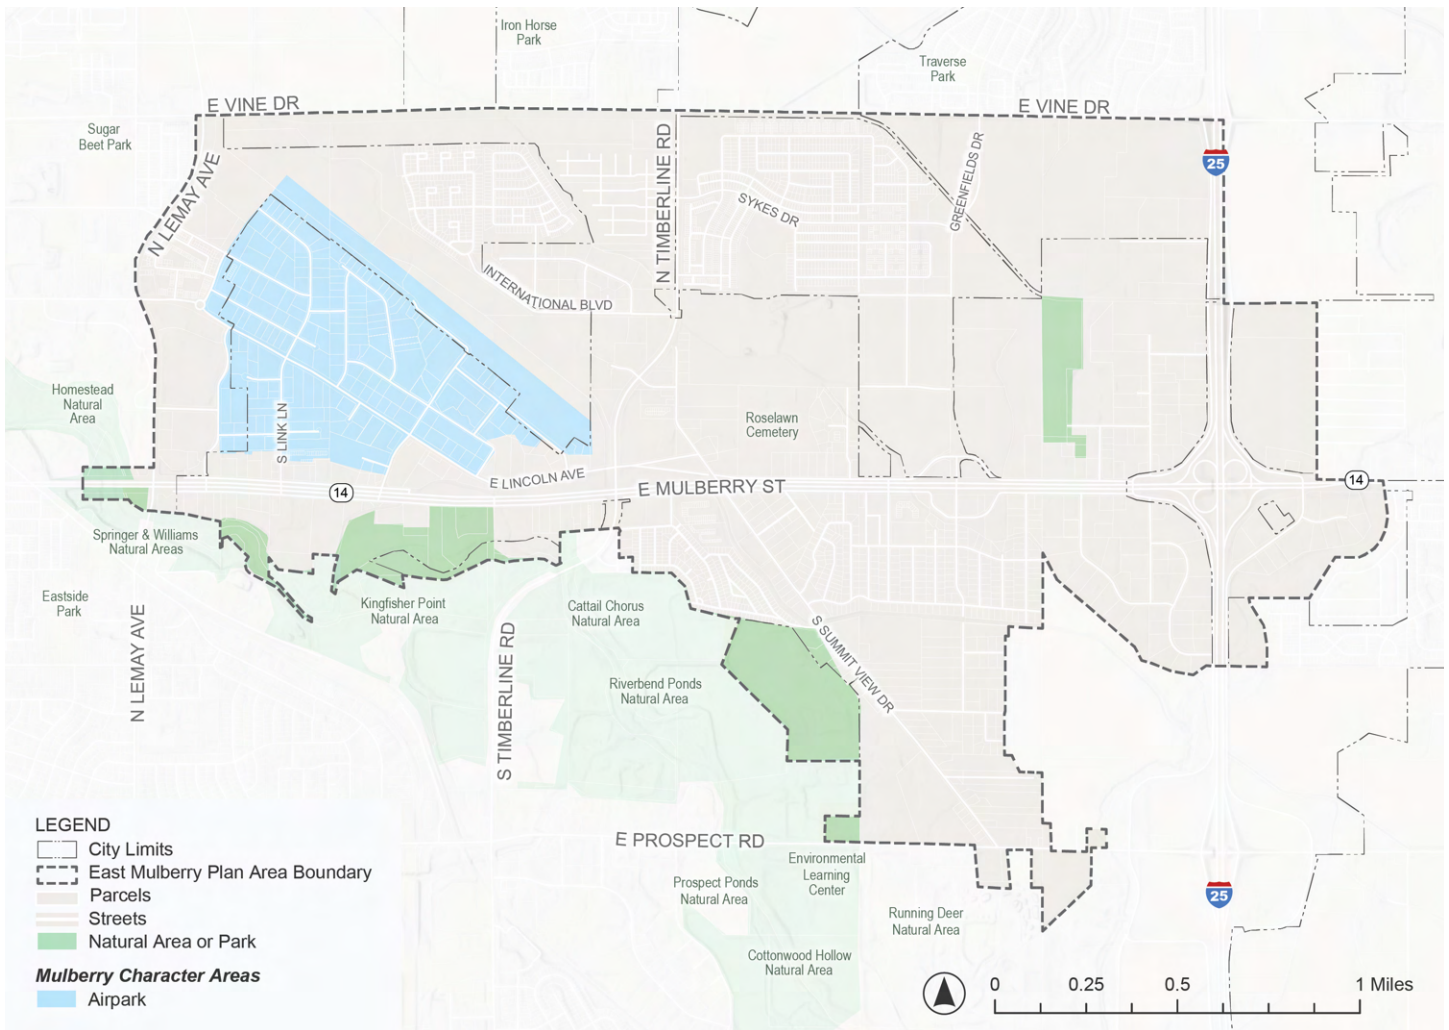 Iron Horse
Park
Traverse
Park
E VINE DR
E VINE DR
Sugar
Beet Park
N LEMAY AVE
N TIMBERLINE RD
GREENFIELDS DR
25
SYKES DR
INTERNATIONAL BLVD
Homestead
Natural
Area
S LINK LN
Roselawn
Cemetery
E LINCOLN AVE
14
E MULBERRY ST
14
Springer & Williams
Natural Areas
Eastside
Park
N LEMAY AVE
Kingfisher Point
Natural Area
Cattail Chorus
Natural Area
S TIMBERLINE RD
S SUMMIT VIEW DR
Riverbend Ponds
Natural Area
E PROSPECT RD
Environmental
Learning
Center
Prospect Ponds
Natural Area
25
Running Deer
Natural Area
Cottonwood Hollow
Natural Area
LEGEND
City Limits
East Mulberry Plan Area Boundary
Parcels
Streets
Natural Area or Park
Mulberry Character Areas
Airpark
0 0.25 0.5 1 Miles